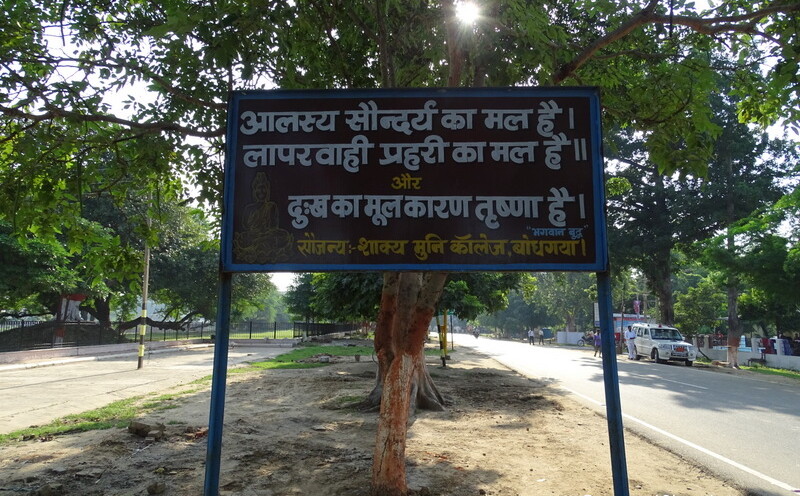 आलस्य सौन्दर्य का मल है।
लापरवाही प्रहरी का मल है॥
और
दुःख का मूल कारण तृष्णा है।
"भगवान बुद्ध"
सौजन्यः-शाक्य मुनि कॉलेज, बोधगया।